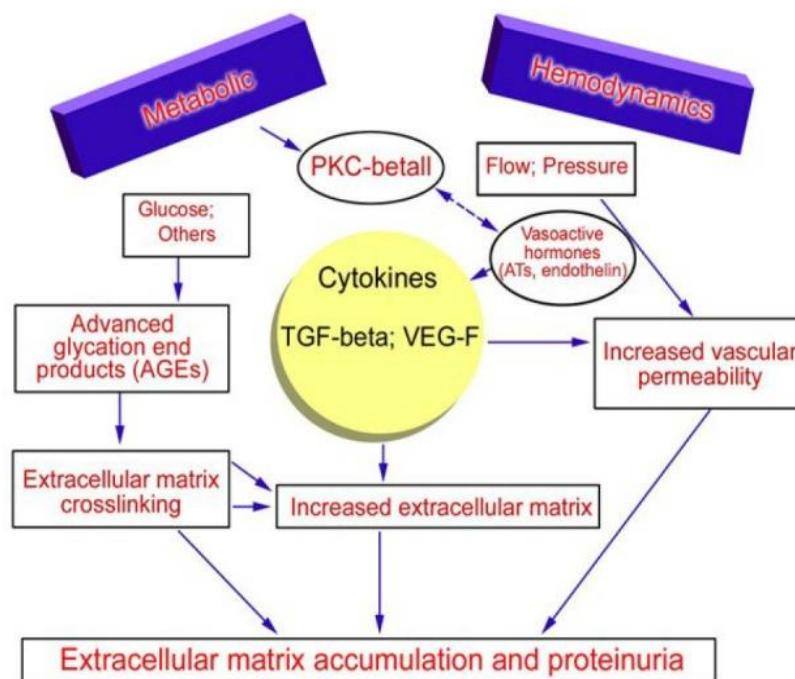 Metabolic
Hemodynamics
PKC-betaII
Flow; Pressure
Glucose;
Others
Vasoactive
hormones
(ATs, endothelin)
Cytokines
TGF-beta; VEG-F
Advanced
glycation end
products (AGEs)
Increased vascular
permeability
Extracellular matrix
crosslinking
Increased extracellular matrix
Extracellular matrix accumulation and proteinuria